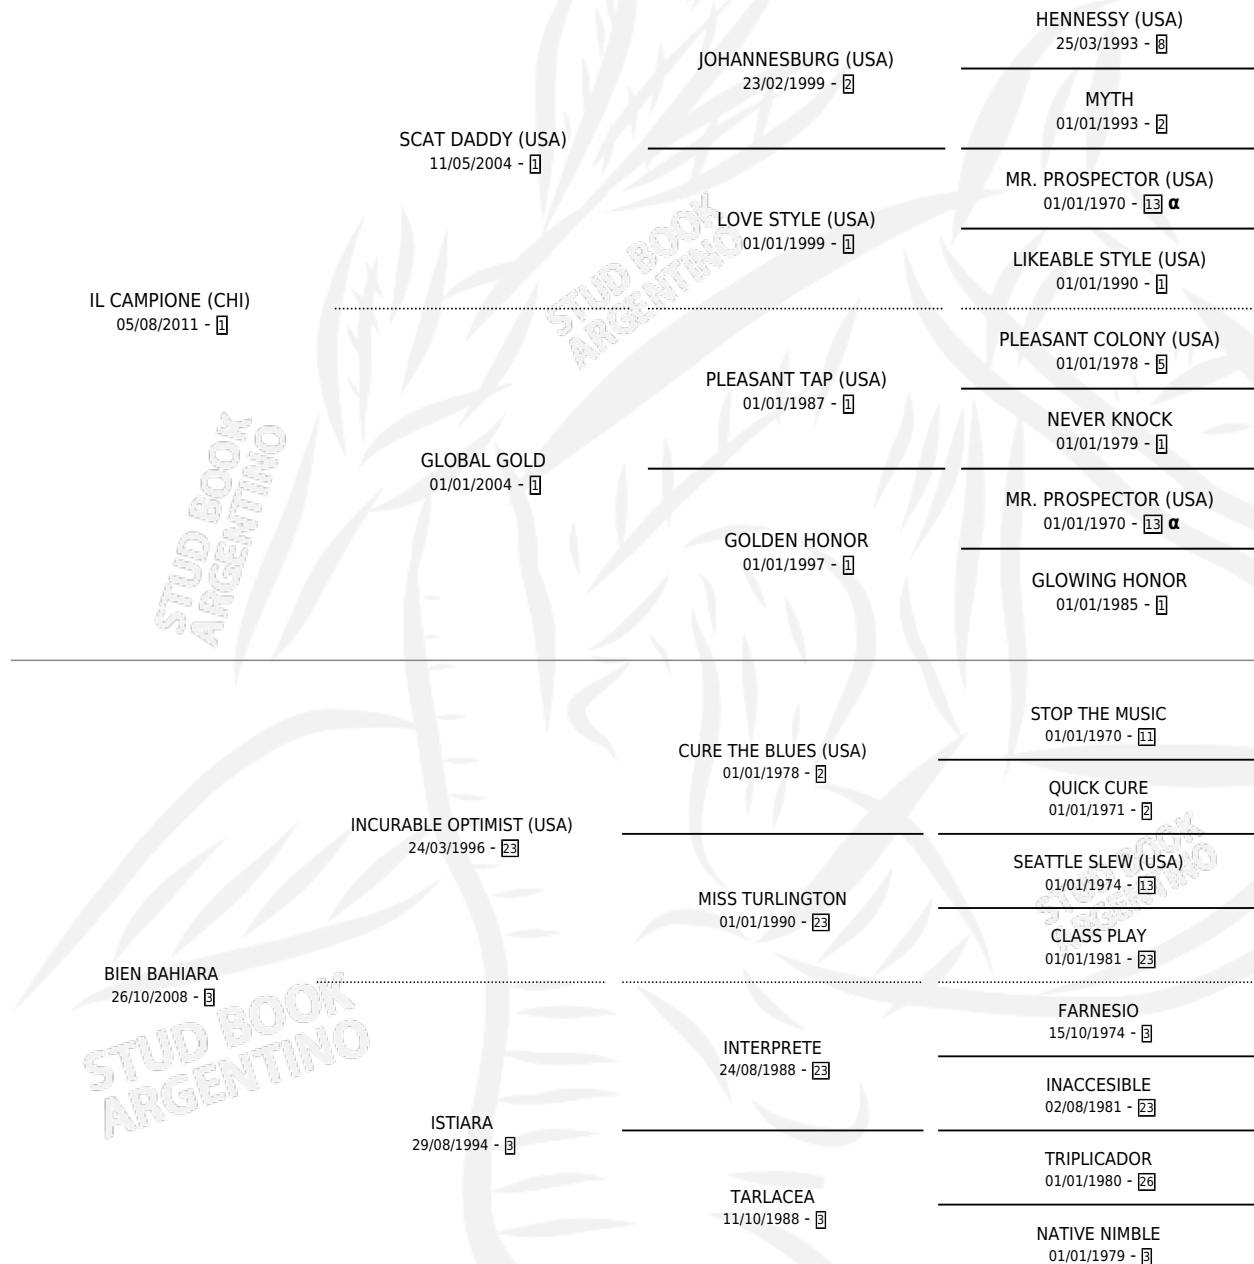 HENNESSY (USA)
25/03/1993 - 8
JOHANNESBURG (USA)
23/02/1999 - 2
MYTH
01/01/1993 - 2
SCAT DADDY (USA)
11/05/2004 - 1
MR. PROSPECTOR (USA)
01/01/1970 - 13 α
LOVE STYLE (USA)
01/01/1999 - 1
LIKEABLE STYLE (USA)
01/01/1990 - 1
IL CAMPIONE (CHI)
05/08/2011 - 1
PLEASANT COLONY (USA)
01/01/1978 - 5
PLEASANT TAP (USA)
01/01/1987 - 1
NEVER KNOCK
01/01/1979 - 1
GLOBAL GOLD
01/01/2004 - 1
MR. PROSPECTOR (USA)
01/01/1970 - 13 α
GOLDEN HONOR
01/01/1997 - 1
GLOWING HONOR
01/01/1985 - 1
STUD BOOK
ARGENTINO
STUD BOOK
ARGENTINO
STOP THE MUSIC
01/01/1970 - 11
CURE THE BLUES (USA)
01/01/1978 - 2
QUICK CURE
01/01/1971 - 2
INCURABLE OPTIMIST (USA)
24/03/1996 - 23
SEATTLE SLEW (USA)
01/01/1974 - 13
MISS TURLINGTON
01/01/1990 - 23
CLASS PLAY
01/01/1981 - 23
STUD BOOK
ARGENTINO
BIEN BAHIARA
26/10/2008 - 3
FARNESIO
15/10/1974 - 3
INTERPRETE
24/08/1988 - 23
INACCESIBLE
02/08/1981 - 23
ISTIARA
29/08/1994 - 3
TRIPLICADOR
01/01/1980 - 26
TARLACEA
11/10/1988 - 3
NATIVE NIMBLE
01/01/1979 - 3
STUD BOOK
ARGENTINO